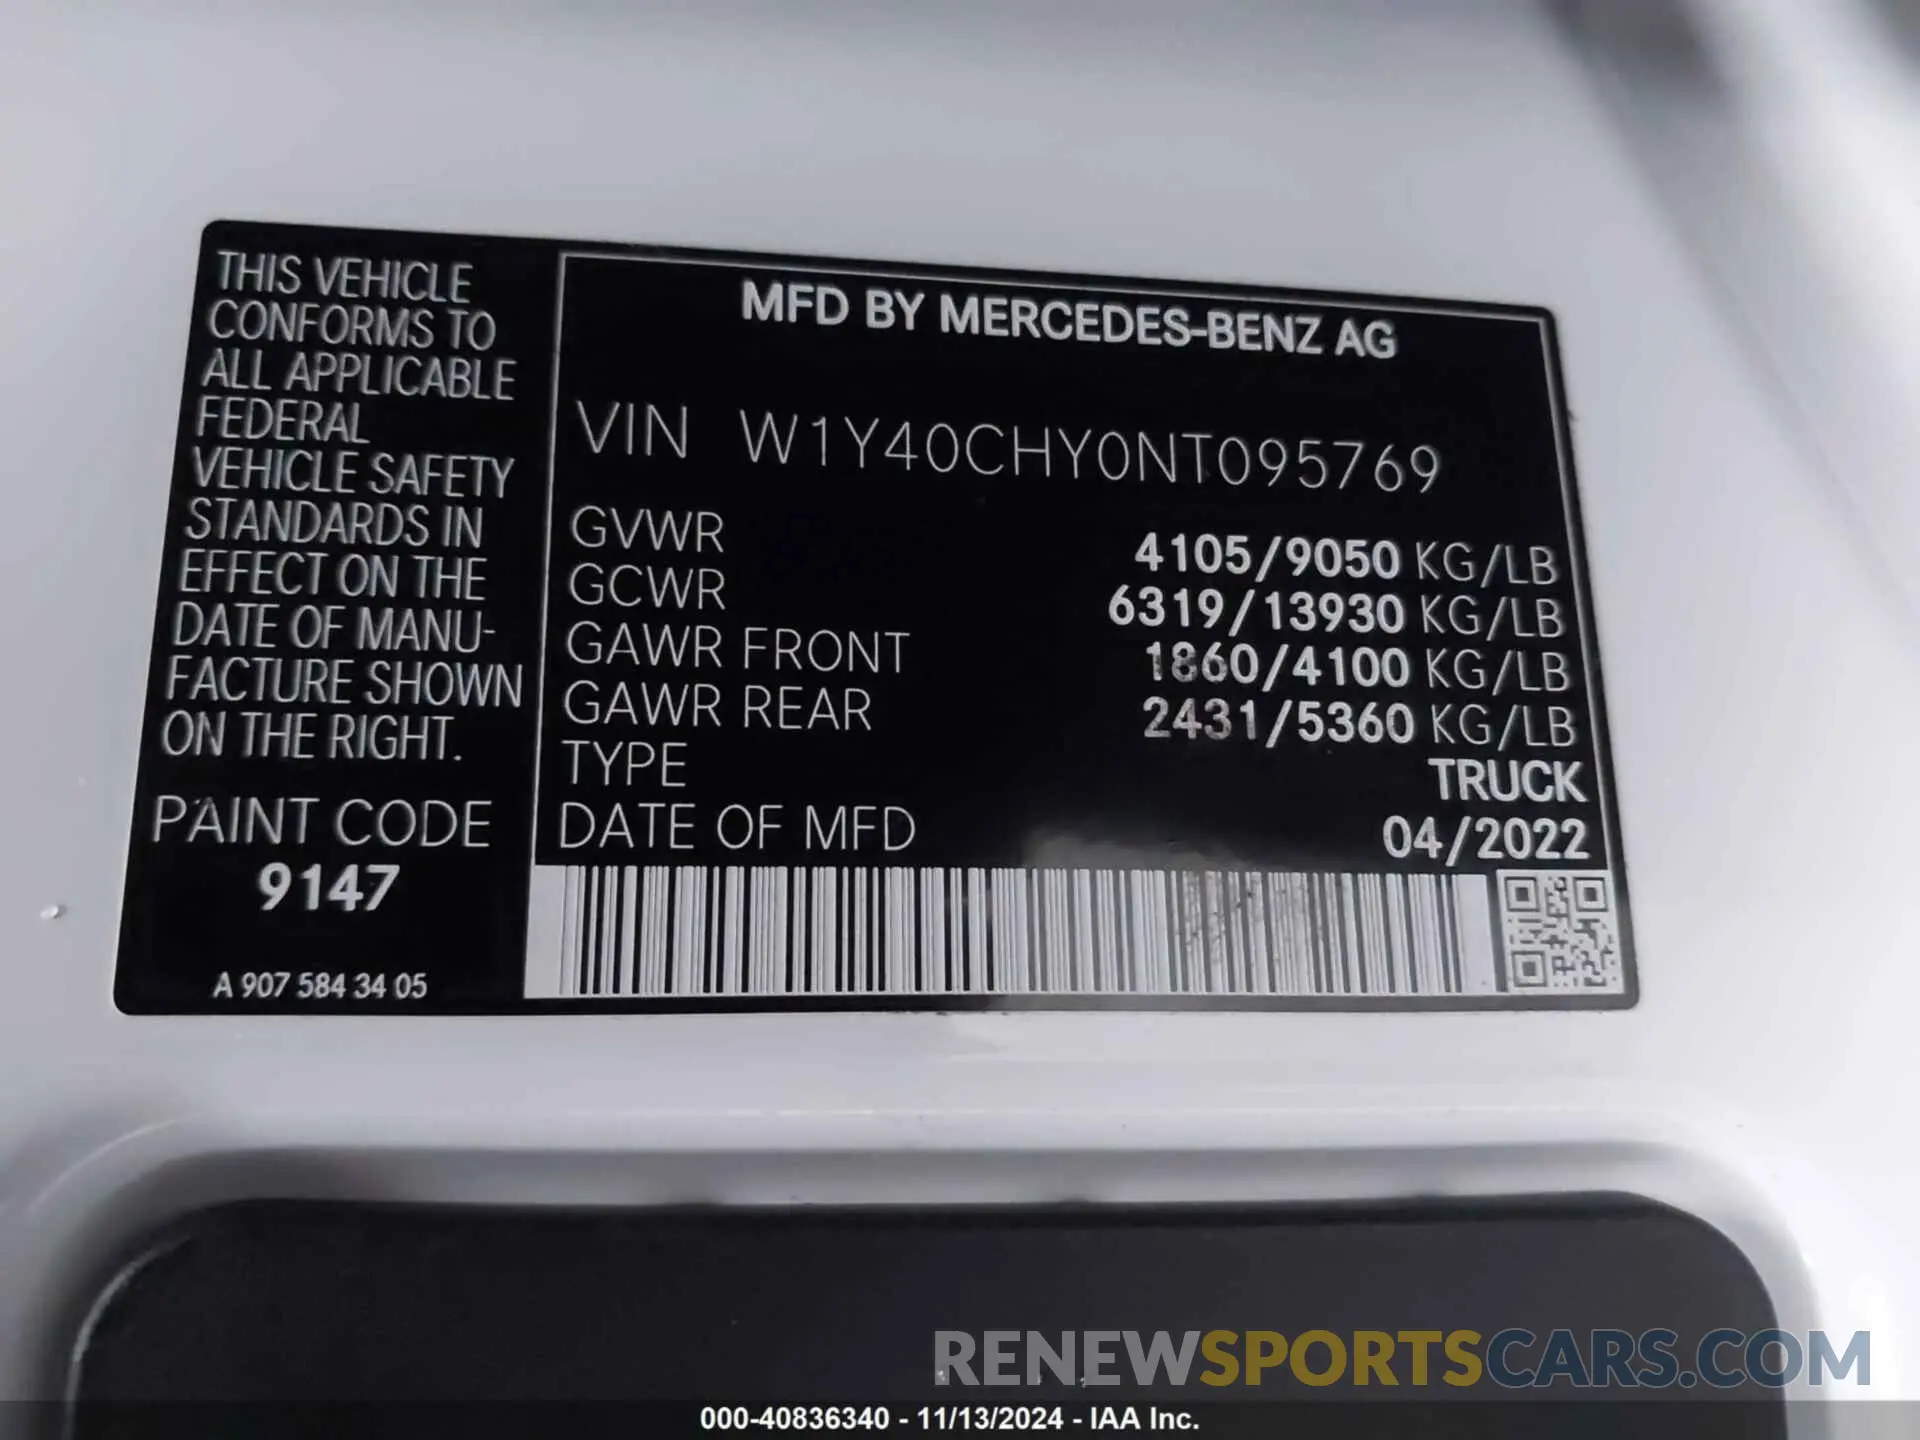 THIS VEHICLE
CONFORMS TO
ALL APPLICABLE
FEDERAL
VEHICLE SAFETY
STANDARDS IN
EFFECT ON THE
DATE OF MANU-
FACTURE SHOWN
ON THE RIGHT.
PAINT CODE
9147
A 907 584 34 05
MFD BY MERCEDES-BENZ AG
VIN W1Y40CHY0NT095769
GVWR 4105/9050 KG/LB
GCWR 6319/13930 KG/LB
GAWR FRONT 1860/4100 KG/LB
GAWR REAR 2431/5360 KG/LB
TYPE TRUCK
DATE OF MFD 04/2022
RENEWSPORTSCARS.COM
000-40836340 - 11/13/2024 - IAA Inc.